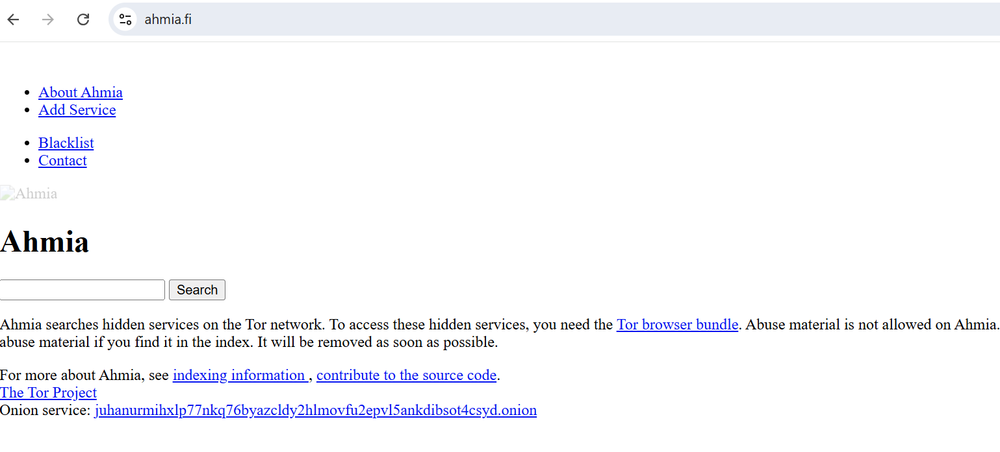 ahmia.fi
About Ahmia
Add Service
Blacklist
Contact
Ahmia
Ahmia
Search
Ahmia searches hidden services on the Tor network. To access these hidden services, you need the Tor browser bundle. Abuse material is not allowed on Ahmia.
abuse material if you find it in the index. It will be removed as soon as possible.
For more about Ahmia, see indexing information , contribute to the source code.
The Tor Project
Onion service: juhanurmihxlp77nkq76byazcldy2hlmovfu2epvl5ankdibsot4csyd.onion